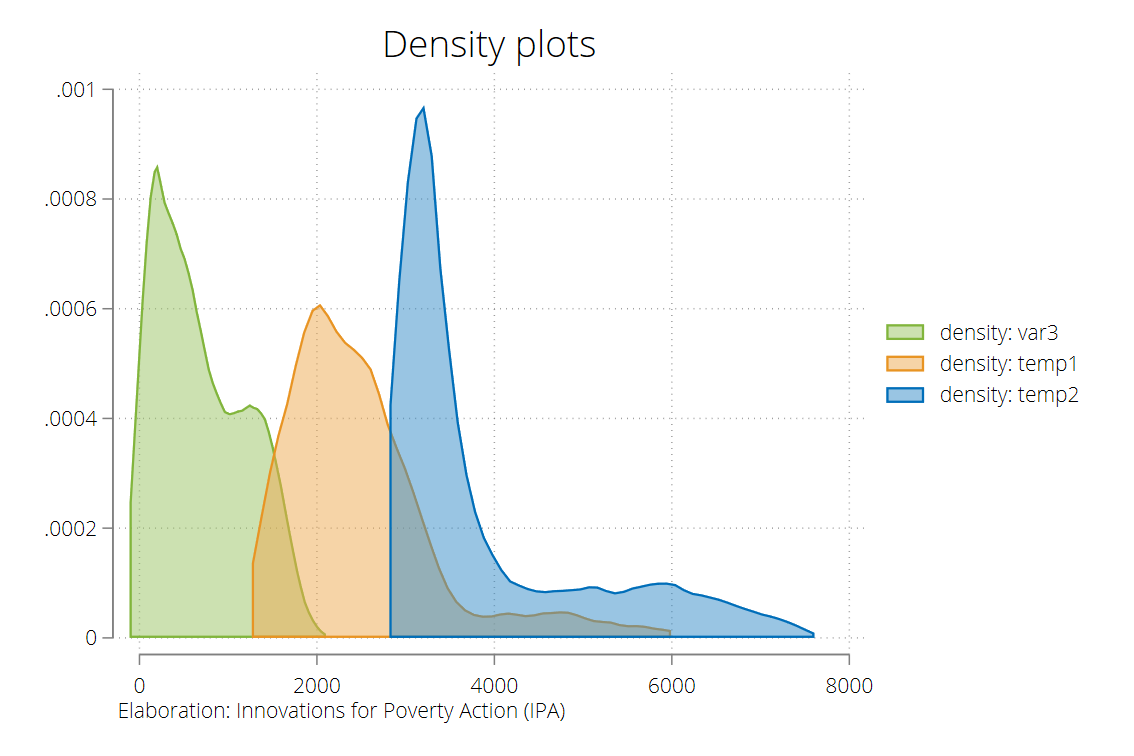 Density plots
.001
.0008
.0006
.0004
.0002
0
density: var3
density: temp1
density: temp2
0 2000 4000 6000 8000
Elaboration: Innovations for Poverty Action (IPA)